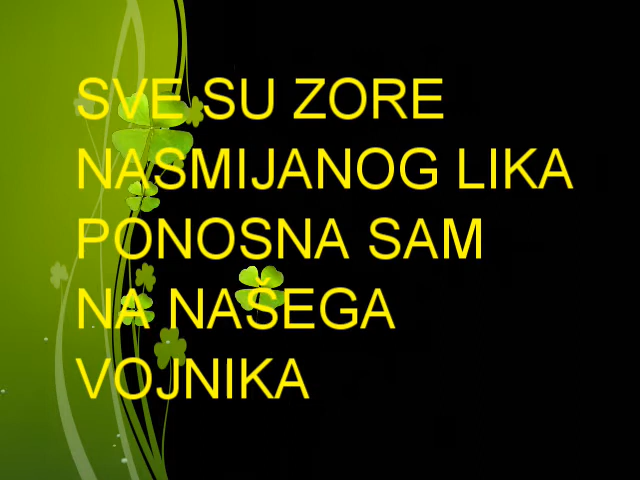 SVE SU ZORE
NASMIJANOG LIKA
PONOSNA SAM
NA NAŠEGA
VOJNIKA